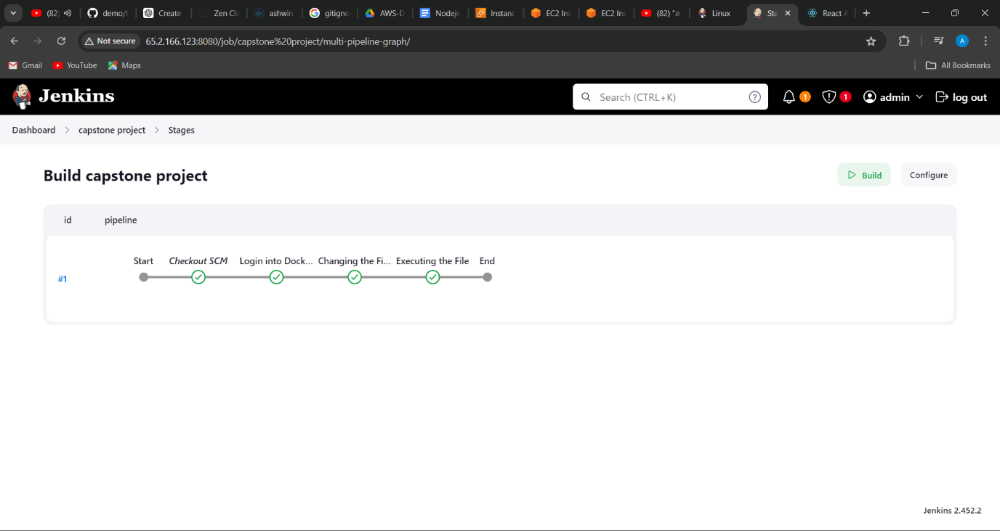 (82) demo/ Create Zen Cla ashwin gitigno AWS-D Nodejs Instanc EC2 Ins EC2 Ins (82) Linux Sta React A
Not secure 65.2.166.123:8080/job/capstone%20project/multi-pipeline-graph/ A
Gmail YouTube Maps All Bookmarks
Jenkins Search (CTRL+K) ? 1 1 admin log out
Dashboard capstone project Stages
Build capstone project Build Configure
id pipeline
Start Checkout SCM Login into Dock... Changing the Fi... Executing the File End
#1
Jenkins 2.452.2